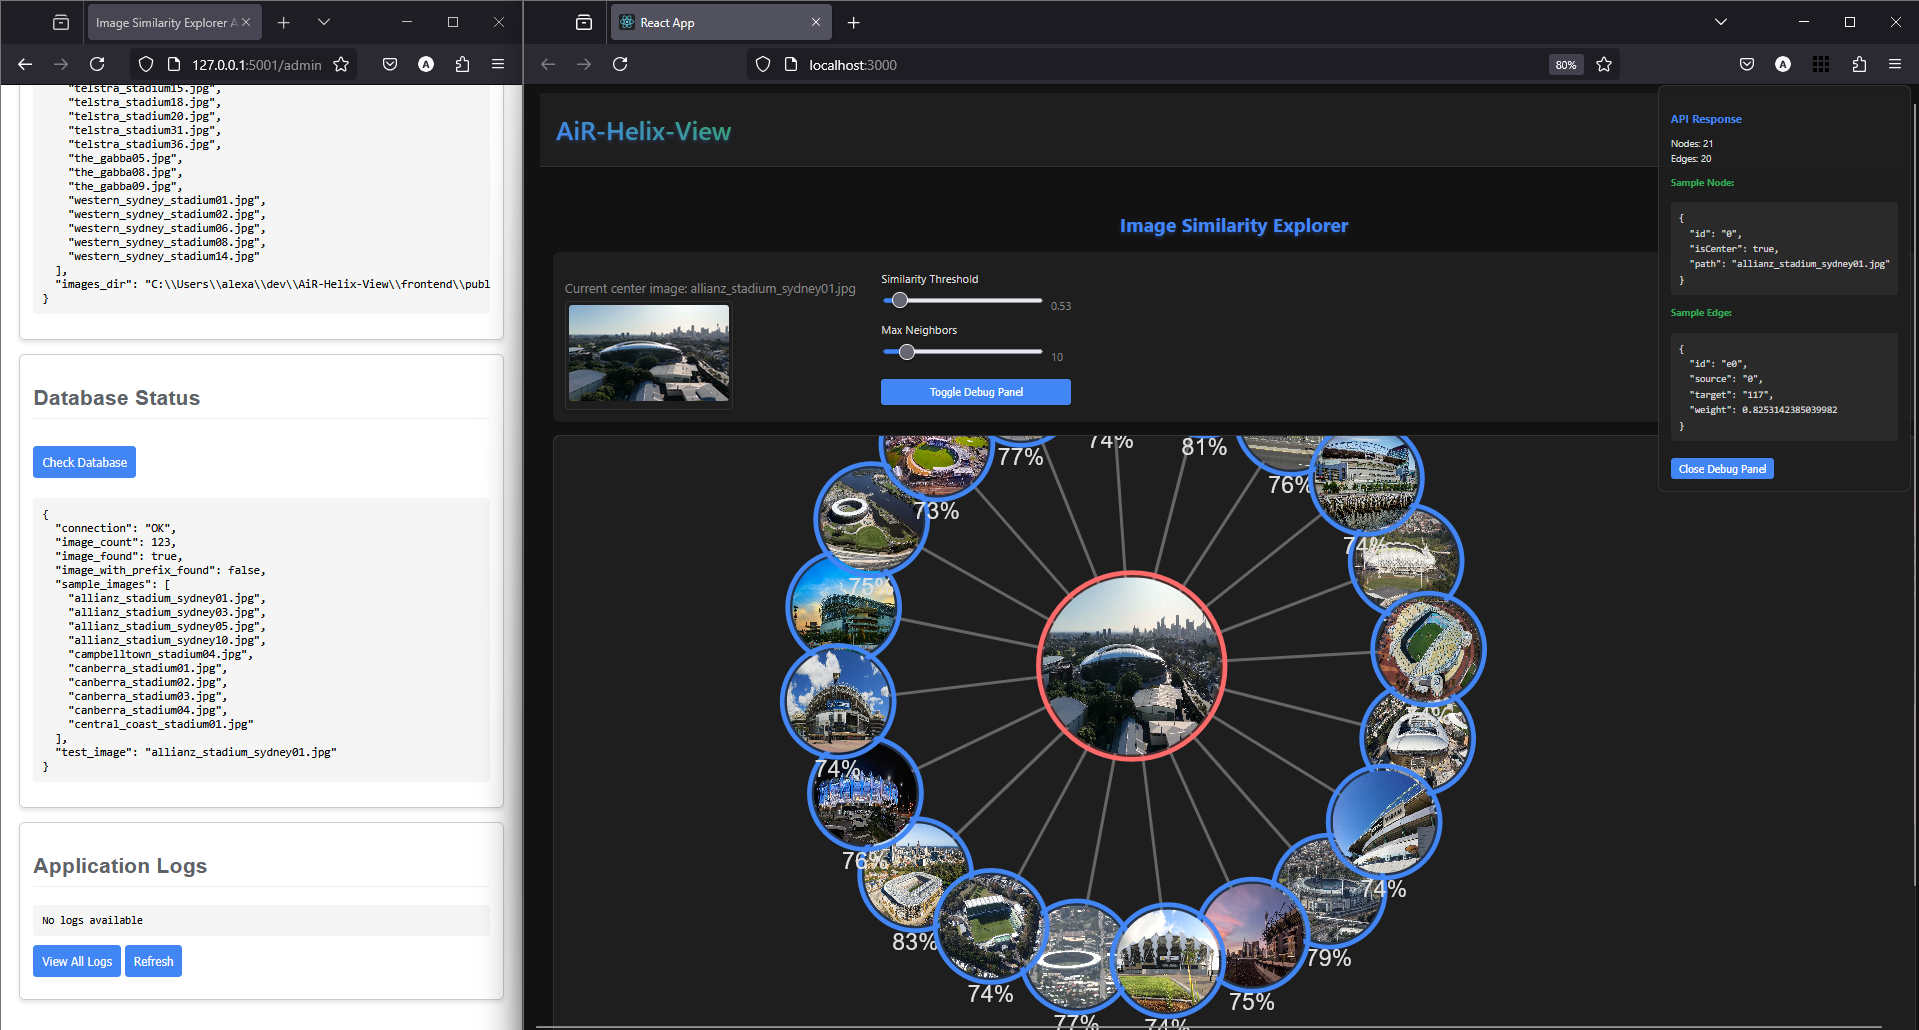 Image Similarity Explorer A
127.0.0.1:5001/admin
"telstra_stadium15.jpg",
"telstra_stadium18.jpg",
"telstra_stadium20.jpg",
"telstra_stadium31.jpg",
"telstra_stadium36.jpg",
"the_gabba05.jpg",
"the_gabba08.jpg",
"the_gabba09.jpg",
"western_sydney_stadium01.jpg",
"western_sydney_stadium02.jpg",
"western_sydney_stadium06.jpg",
"western_sydney_stadium08.jpg",
"western_sydney_stadium14.jpg"
],
"images_dir": "C:\\Users\\alexa\\dev\\AiR-Helix-View\\frontend\\publ
}
Database Status
Check Database
{
"connection": "OK",
"image_count": 123,
"image_found": true,
"image_with_prefix_found": false,
"sample_images": [
"allianz_stadium_sydney01.jpg",
"allianz_stadium_sydney03.jpg",
"allianz_stadium_sydney05.jpg",
"allianz_stadium_sydney10.jpg",
"campbelltown_stadium04.jpg",
"canberra_stadium01.jpg",
"canberra_stadium02.jpg",
"canberra_stadium03.jpg",
"canberra_stadium04.jpg",
"central_coast_stadium01.jpg"
],
"test_image": "allianz_stadium_sydney01.jpg"
}
Application Logs
No logs available
View All Logs Refresh
React App
localhost:3000
80%
AiR-Helix-View
Image Similarity Explorer
Current center image: allianz_stadium_sydney01.jpg
Similarity Threshold
0.53
Max Neighbors
10
Toggle Debug Panel
API Response
Nodes: 21
Edges: 20
Sample Node:
{
"id": "0",
"isCenter": true,
"path": "allianz_stadium_sydney01.jpg"
}
Sample Edge:
{
"id": "e0",
"source": "0",
"target": "117",
"weight": 0.8253142385039982
}
Close Debug Panel
74%
81%
77%
76%
73%
74%
75%
74%
76%
74%
83%
79%
74%
75%
77%
74%